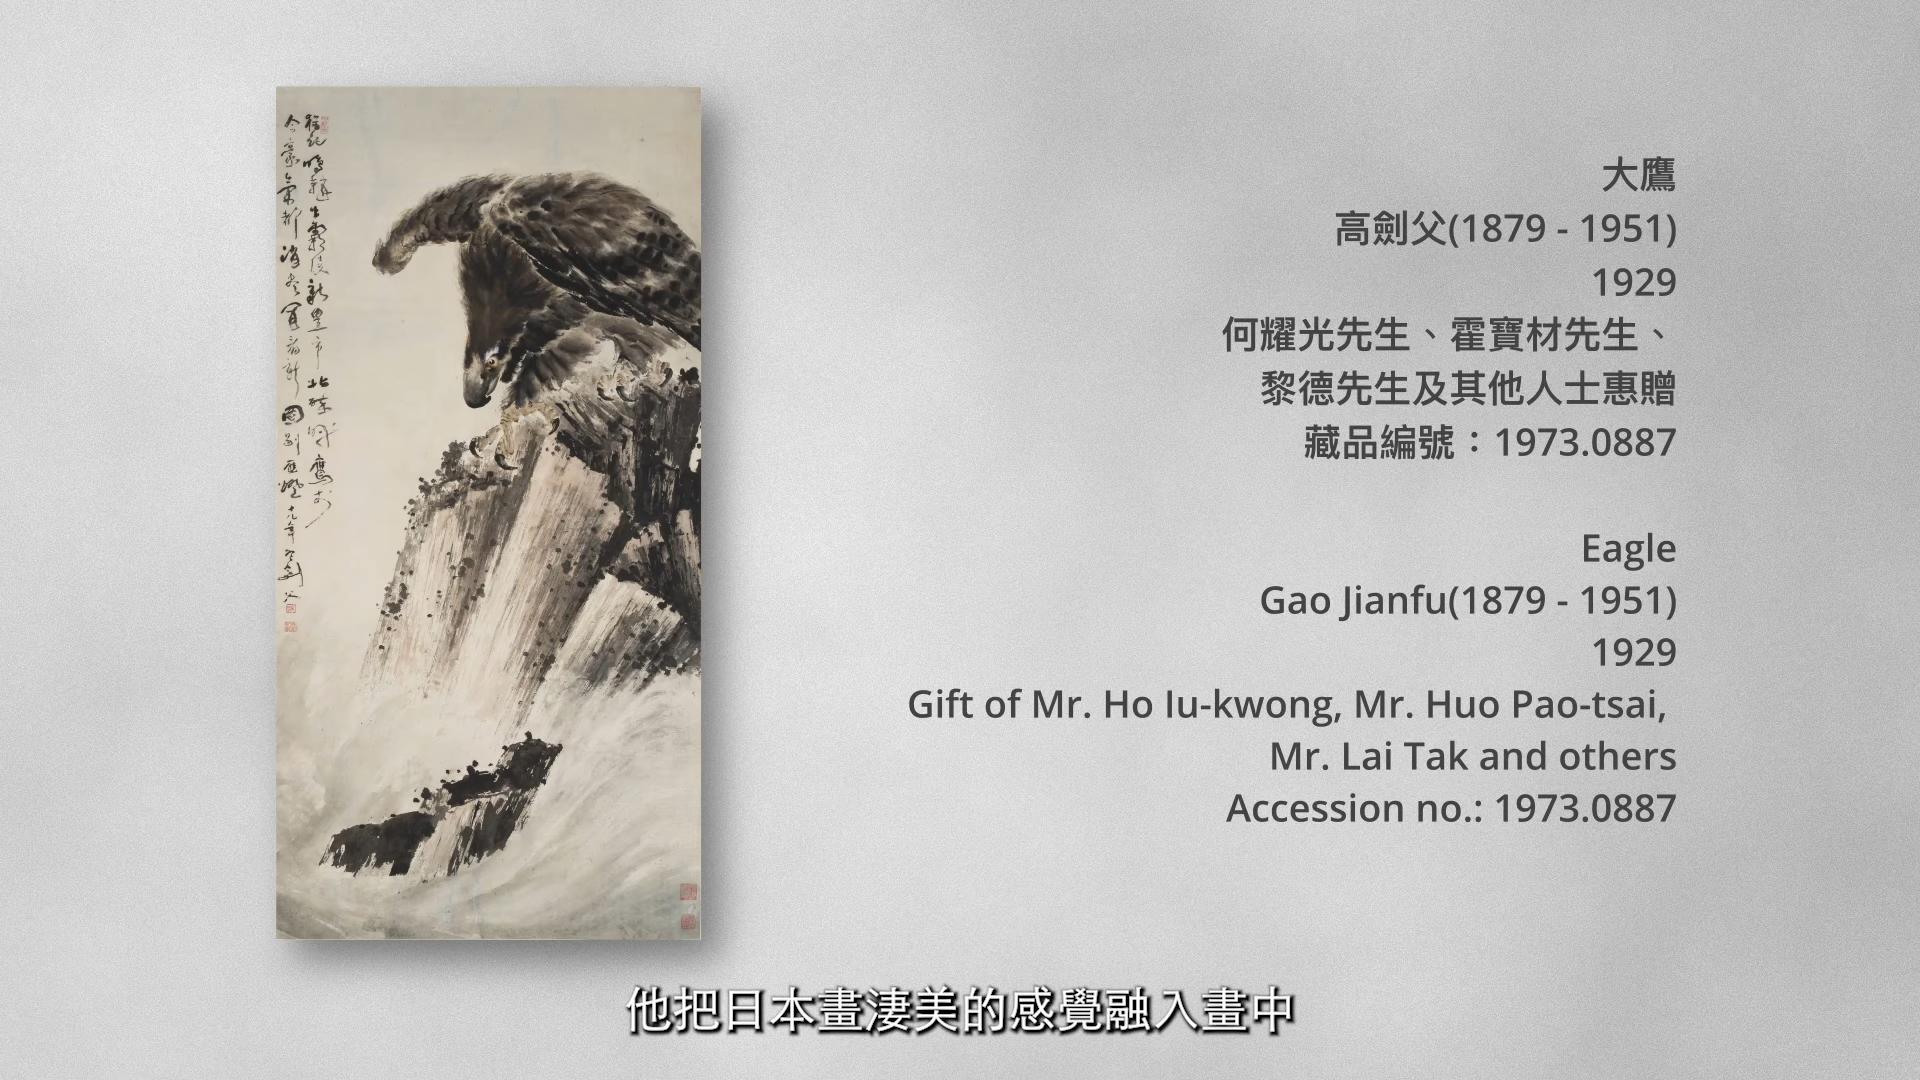 大鷹
高劍父(1879 - 1951)
1929
何耀光先生、霍寶材先生、
黎德先生及其他人士惠贈
藏品編號：1973.0887
Eagle
Gao Jianfu(1879 - 1951)
1929
Gift of Mr. Ho Iu-kwong, Mr. Huo Pao-tsai,
Mr. Lai Tak and others
Accession no.: 1973.0887
他把日本畫淒美的感覺融入畫中